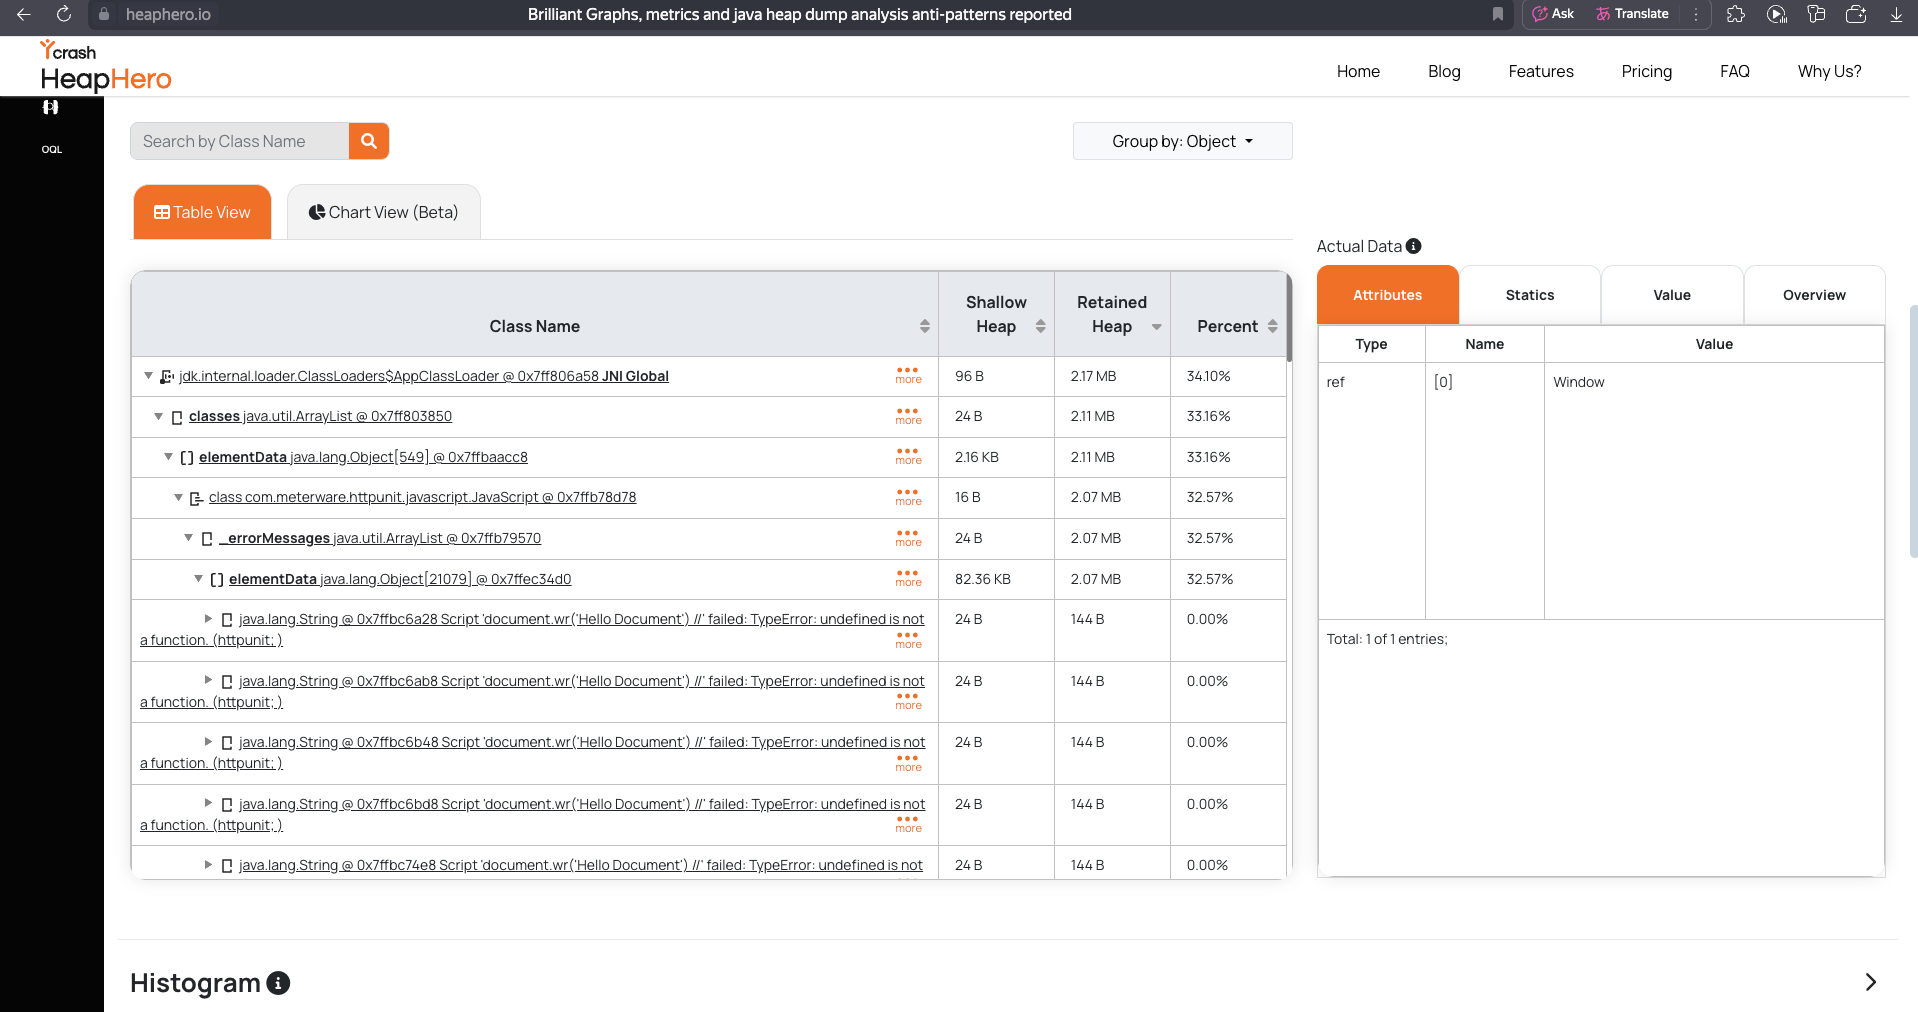 heaphero.io
Brilliant Graphs, metrics and java heap dump analysis anti-patterns reported
Ask
Translate
Ycrash
HeapHero
Home
Blog
Features
Pricing
FAQ
Why Us?
OQL
Search by Class Name
Group by: Object
Table View
Chart View (Beta)
Class Name
Shallow Heap
Retained Heap
Percent
jdk.internal.loader.ClassLoaders$AppClassLoader @ 0x7ff806a58 JNI Global
more
96 B
2.17 MB
34.10%
classes java.util.ArrayList @ 0x7ff803850
more
24 B
2.11 MB
33.16%
[] elementData java.lang.Object[549] @ 0x7ffbaacc8
more
2.16 KB
2.11 MB
33.16%
class com.meterware.httpunit.javascript.JavaScript @ 0x7ffb78d78
more
16 B
2.07 MB
32.57%
_errorMessages java.util.ArrayList @ 0x7ffb79570
more
24 B
2.07 MB
32.57%
[] elementData java.lang.Object[21079] @ 0x7ffec34d0
more
82.36 KB
2.07 MB
32.57%
java.lang.String @ 0x7ffbc6a28 Script 'document.wr('Hello Document') //' failed: TypeError: undefined is not
a function. (httpunit; )
more
24 B
144 B
0.00%
java.lang.String @ 0x7ffbc6ab8 Script 'document.wr('Hello Document') //' failed: TypeError: undefined is not
a function. (httpunit; )
more
24 B
144 B
0.00%
java.lang.String @ 0x7ffbc6b48 Script 'document.wr('Hello Document') //' failed: TypeError: undefined is not
a function. (httpunit; )
more
24 B
144 B
0.00%
java.lang.String @ 0x7ffbc6bd8 Script 'document.wr('Hello Document') //' failed: TypeError: undefined is not
a function. (httpunit; )
more
24 B
144 B
0.00%
java.lang.String @ 0x7ffbc74e8 Script 'document.wr('Hello Document') //' failed: TypeError: undefined is not
24 B
144 B
0.00%
Actual Data
Attributes
Statics
Value
Overview
Type
Name
Value
ref
[0]
Window
Total: 1 of 1 entries;
Histogram